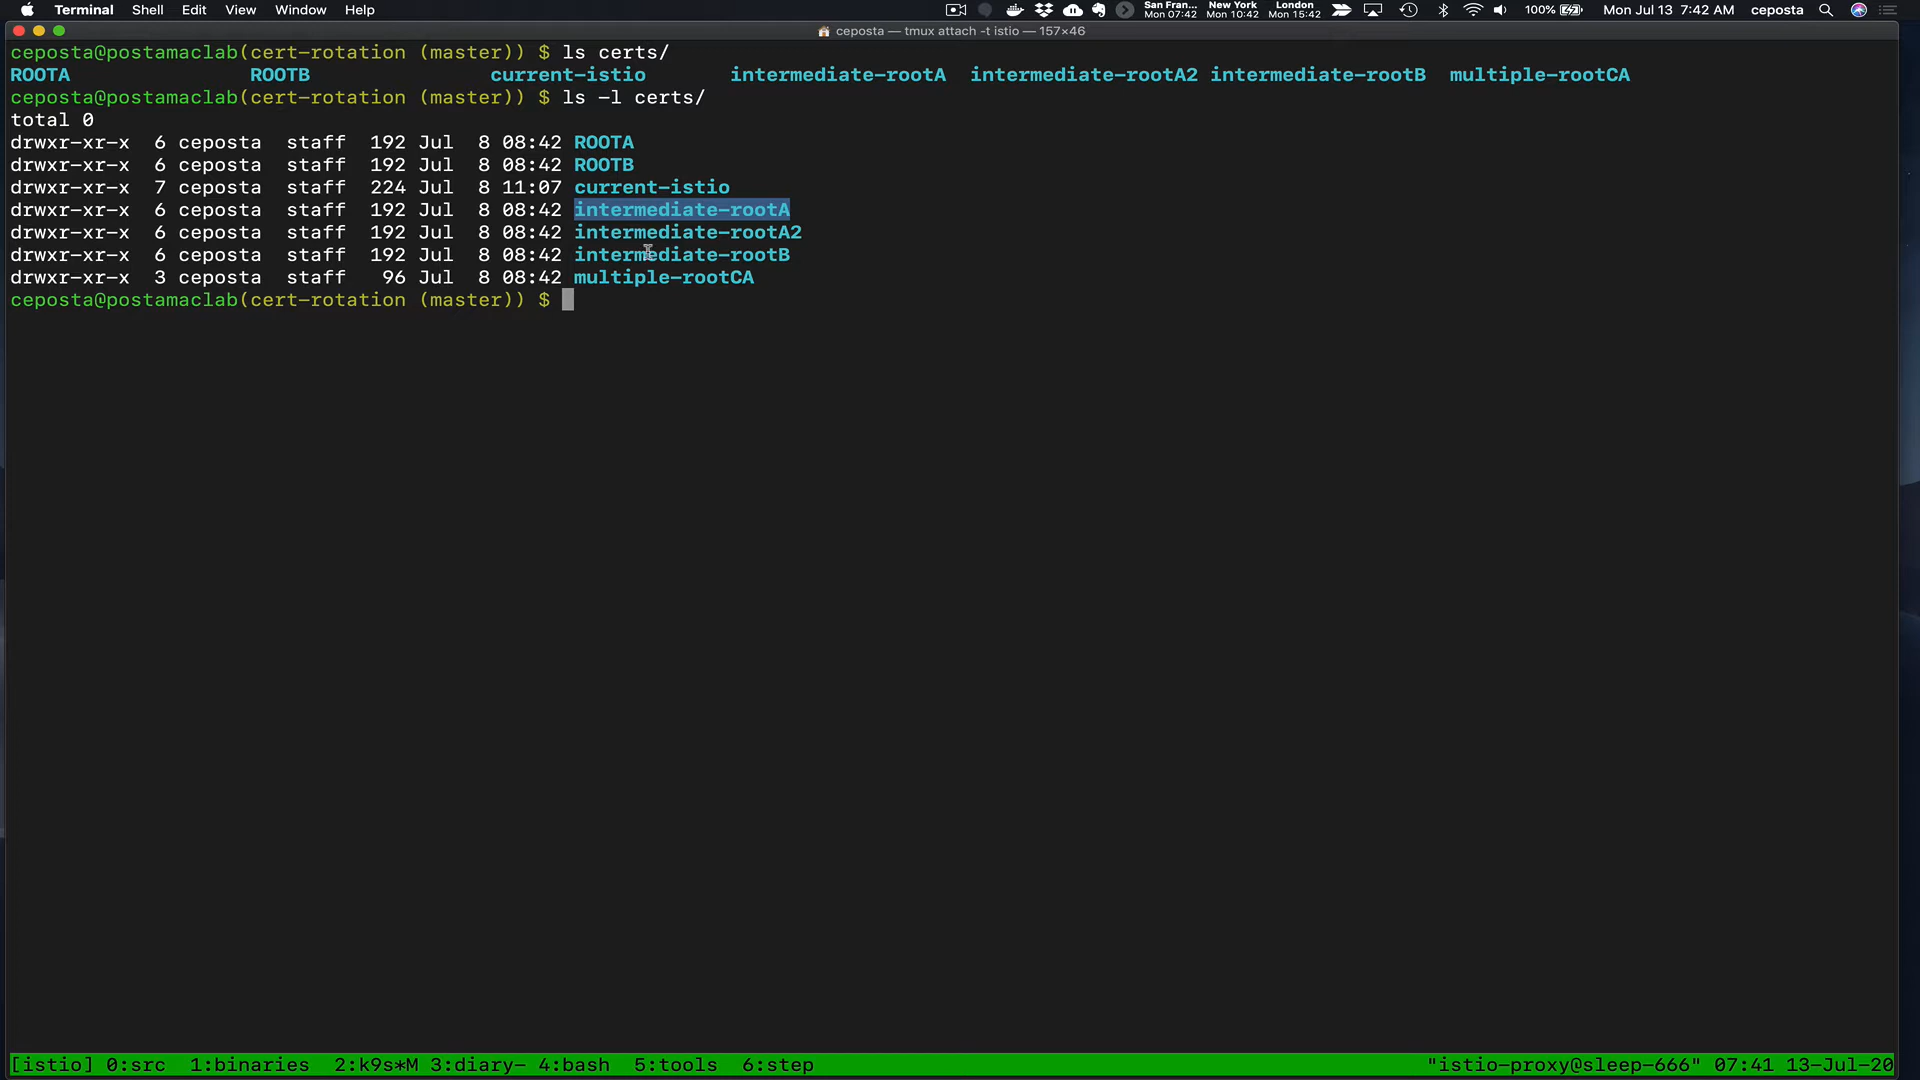 Terminal Shell Edit View Window Help San Fran... Mon 07:42 New York Mon 10:42 London Mon 15:42 100% Mon Jul 13 7:42 AM ceposta
ceposta — tmux attach -t istio — 157×46
ceposta@postamaclab(cert-rotation (master)) $ ls certs/
ROOTA ROOTB current-istio intermediate-rootA intermediate-rootA2 intermediate-rootB multiple-rootCA
ceposta@postamaclab(cert-rotation (master)) $ ls -l certs/
total 0
drwxr-xr-x 6 ceposta staff 192 Jul 8 08:42 ROOTA
drwxr-xr-x 6 ceposta staff 192 Jul 8 08:42 ROOTB
drwxr-xr-x 7 ceposta staff 224 Jul 8 11:07 current-istio
drwxr-xr-x 6 ceposta staff 192 Jul 8 08:42 intermediate-rootA
drwxr-xr-x 6 ceposta staff 192 Jul 8 08:42 intermediate-rootA2
drwxr-xr-x 6 ceposta staff 192 Jul 8 08:42 intermediate-rootB
drwxr-xr-x 3 ceposta staff 96 Jul 8 08:42 multiple-rootCA
ceposta@postamaclab(cert-rotation (master)) $
[istio] 0:src 1:binaries 2:k9s*M 3:diary- 4:bash 5:tools 6:step "istio-proxy@sleep-666" 07:41 13-Jul-20